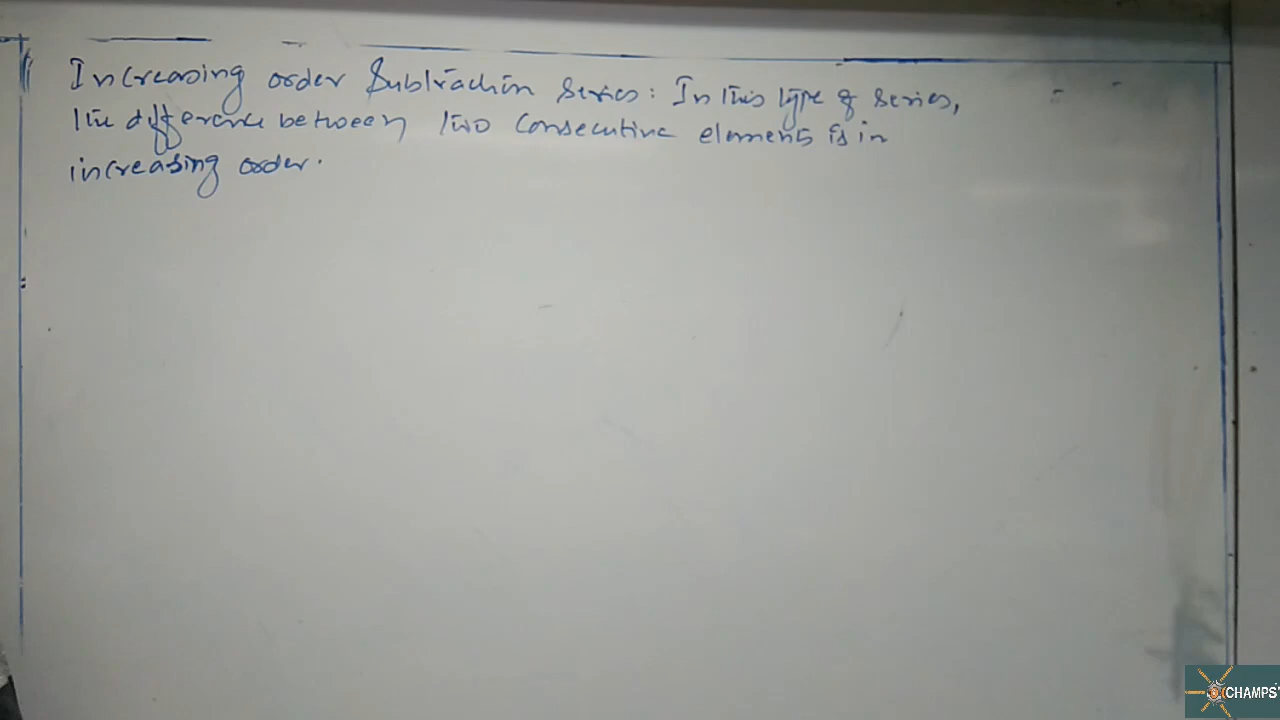 Increasing order Subtraction Series: In this type of series,
the difference between two consecutive elements is in
increasing order.
CHAMPS